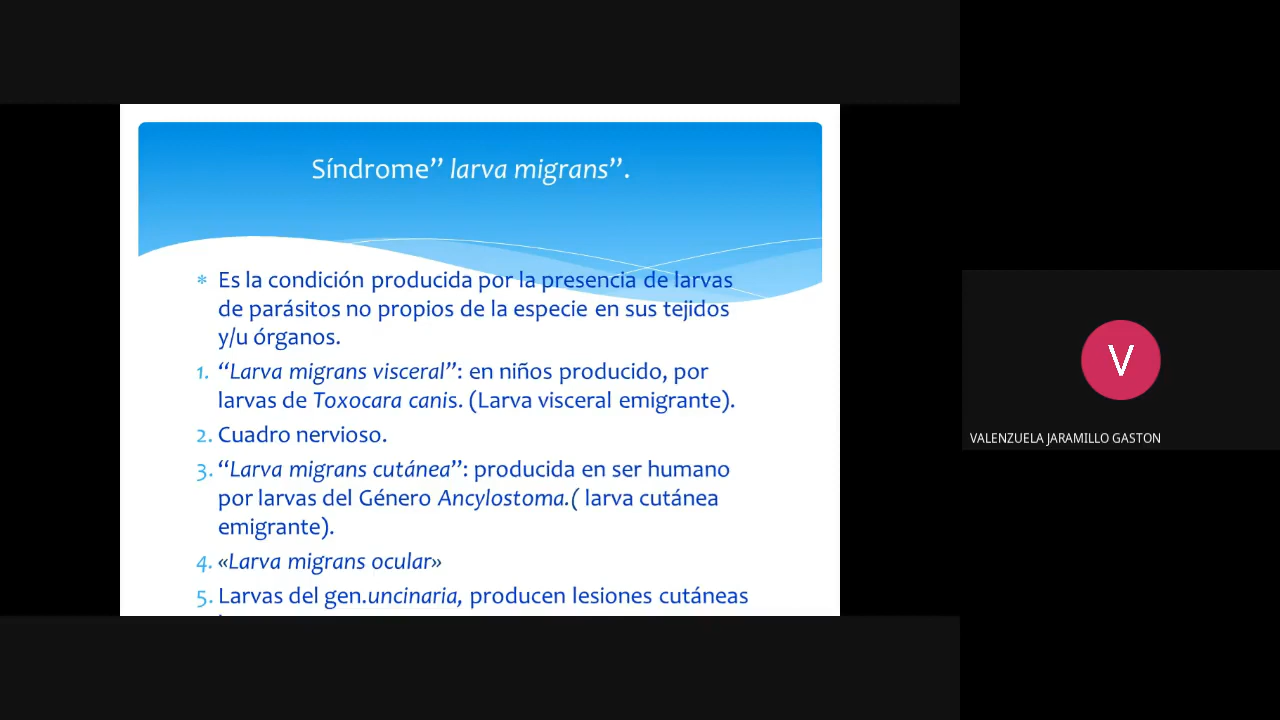 Síndrome” larva migrans”.
* Es la condición producida por la presencia de larvas
de parásitos no propios de la especie en sus tejidos
y/u órganos.
1. “Larva migrans visceral”: en niños producido, por
larvas de Toxocara canis. (Larva visceral emigrante).
2. Cuadro nervioso.
3. “Larva migrans cutánea”: producida en ser humano
por larvas del Género Ancylostoma.( larva cutánea
emigrante).
4. «Larva migrans ocular»
5. Larvas del gen.uncinaria, producen lesiones cutáneas
V
VALENZUELA JARAMILLO GASTON